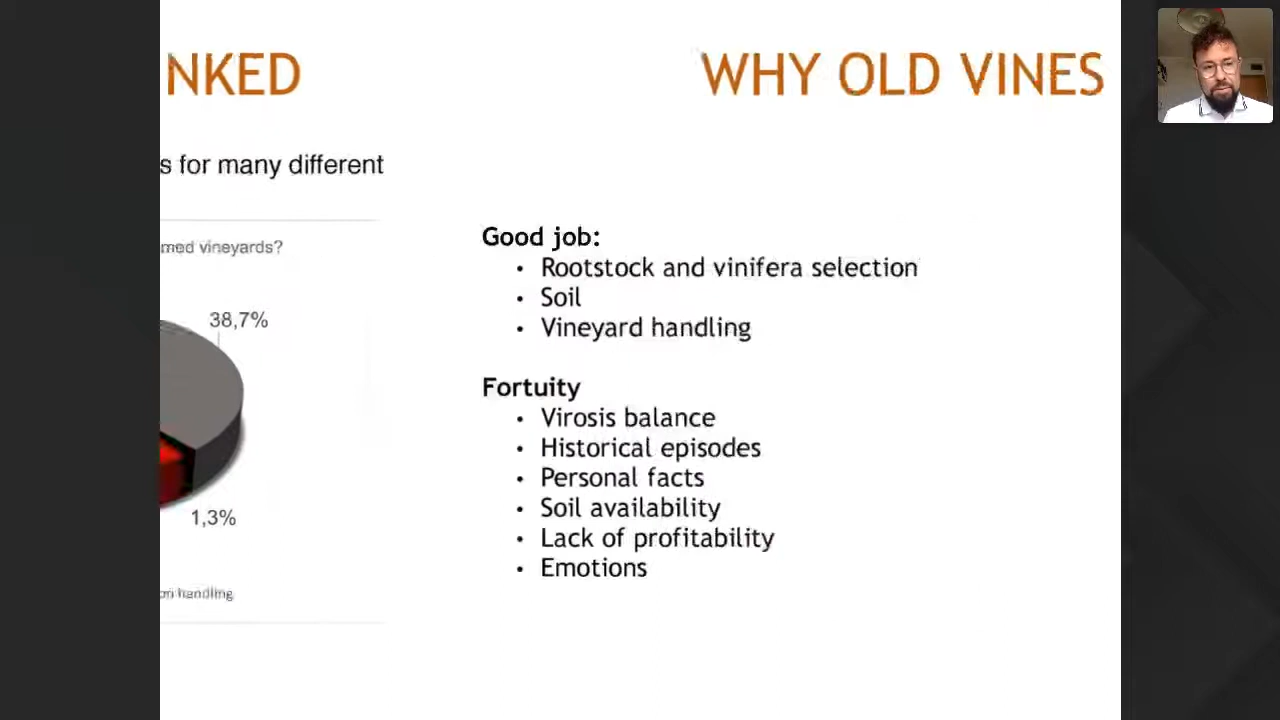 NKED
s for many different
med vineyards?
38,7%
1,3%
on handling
WHY OLD VINES
Good job:
• Rootstock and vinifera selection
• Soil
• Vineyard handling
Fortuity
• Virosis balance
• Historical episodes
• Personal facts
• Soil availability
• Lack of profitability
• Emotions